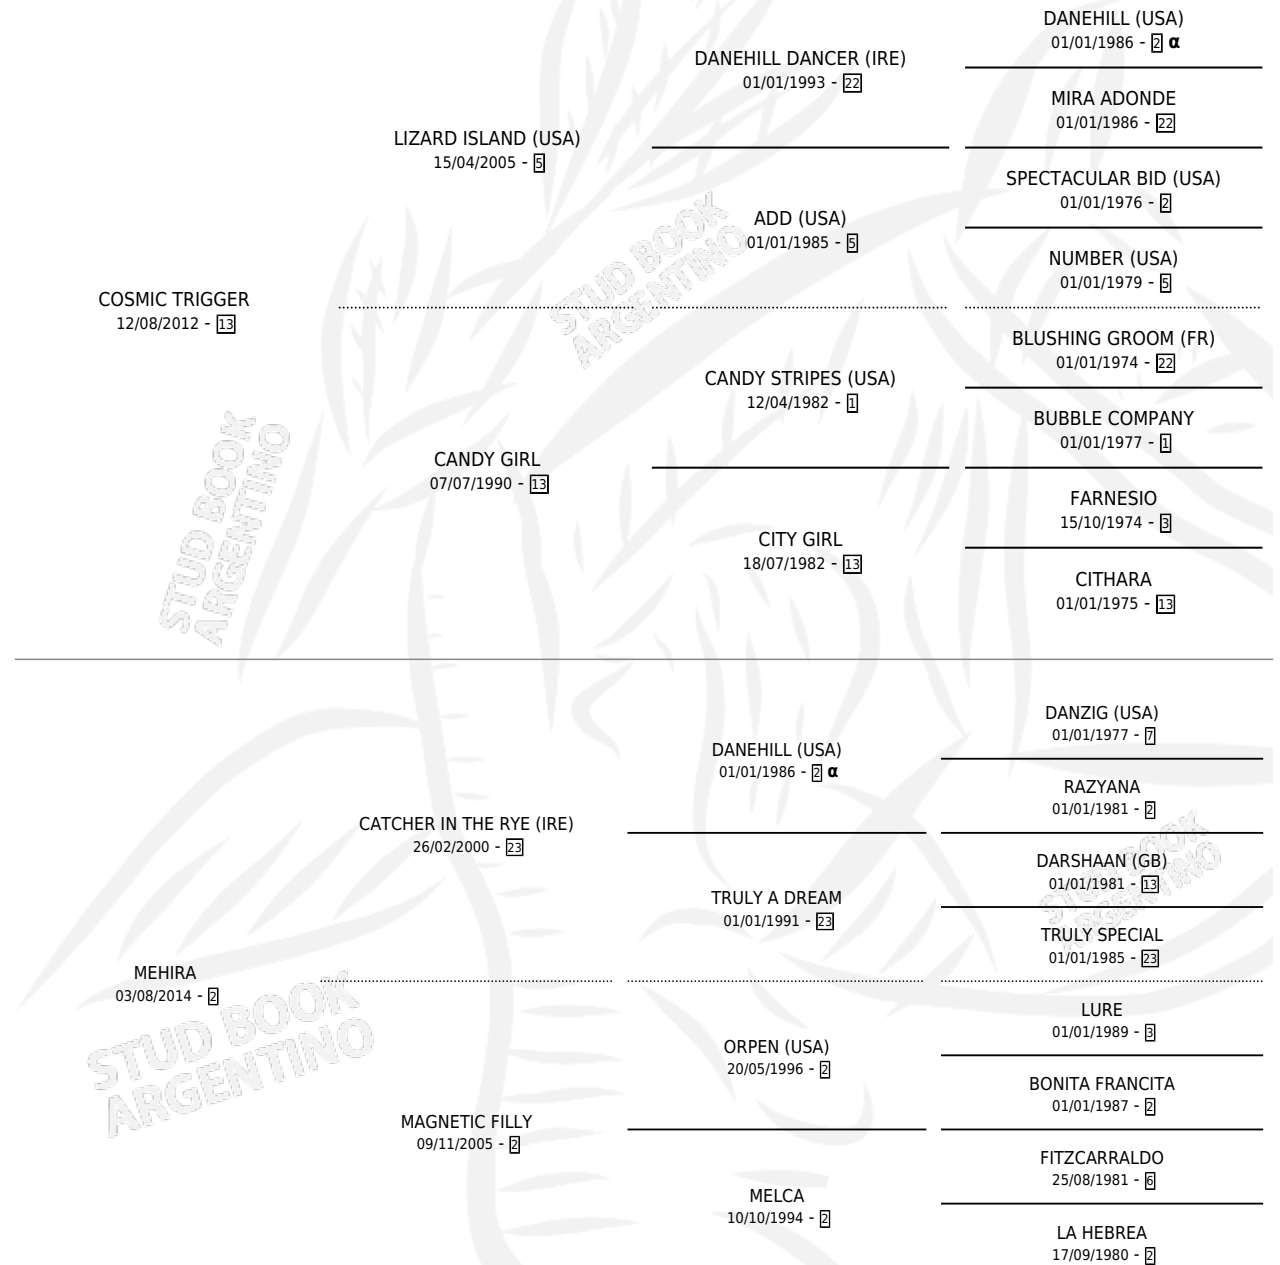 DANEHILL (USA)
01/01/1986 - 2 α
DANEHILL DANCER (IRE)
01/01/1993 - 22
MIRA ADONDE
01/01/1986 - 22
LIZARD ISLAND (USA)
15/04/2005 - 5
SPECTACULAR BID (USA)
01/01/1976 - 2
ADD (USA)
01/01/1985 - 5
NUMBER (USA)
01/01/1979 - 5
COSMIC TRIGGER
12/08/2012 - 13
BLUSHING GROOM (FR)
01/01/1974 - 22
CANDY STRIPES (USA)
12/04/1982 - 1
BUBBLE COMPANY
01/01/1977 - 1
CANDY GIRL
07/07/1990 - 13
FARNESIO
15/10/1974 - 3
CITY GIRL
18/07/1982 - 13
CITHARA
01/01/1975 - 13
STUD BOOK
ARGENTINO
STUD BOOK
ARGENTINO
DANZIG (USA)
01/01/1977 - 7
DANEHILL (USA)
01/01/1986 - 2 α
RAZYANA
01/01/1981 - 2
CATCHER IN THE RYE (IRE)
26/02/2000 - 23
DARSHAAN (GB)
01/01/1981 - 13
TRULY A DREAM
01/01/1991 - 23
TRULY SPECIAL
01/01/1985 - 23
STUD BOOK
ARGENTINO
MEHIRA
03/08/2014 - 2
LURE
01/01/1989 - 3
ORPEN (USA)
20/05/1996 - 2
BONITA FRANCITA
01/01/1987 - 2
MAGNETIC FILLY
09/11/2005 - 2
FITZCARRALDO
25/08/1981 - 6
MELCA
10/10/1994 - 2
LA HEBREA
17/09/1980 - 2
STUD BOOK
ARGENTINO